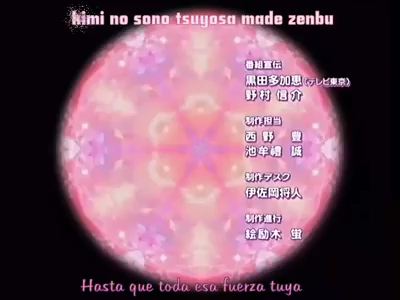 kimi no sono tsuyosa made zenbu
番組宣伝
黒田多加恵(テレビ東京)
野村信介
制作担当
西野 豊
池牟禮 誠
制作デスク
伊佐岡将人
制作進行
絵励木 蛍
Hasta que toda esa fuerza tuya